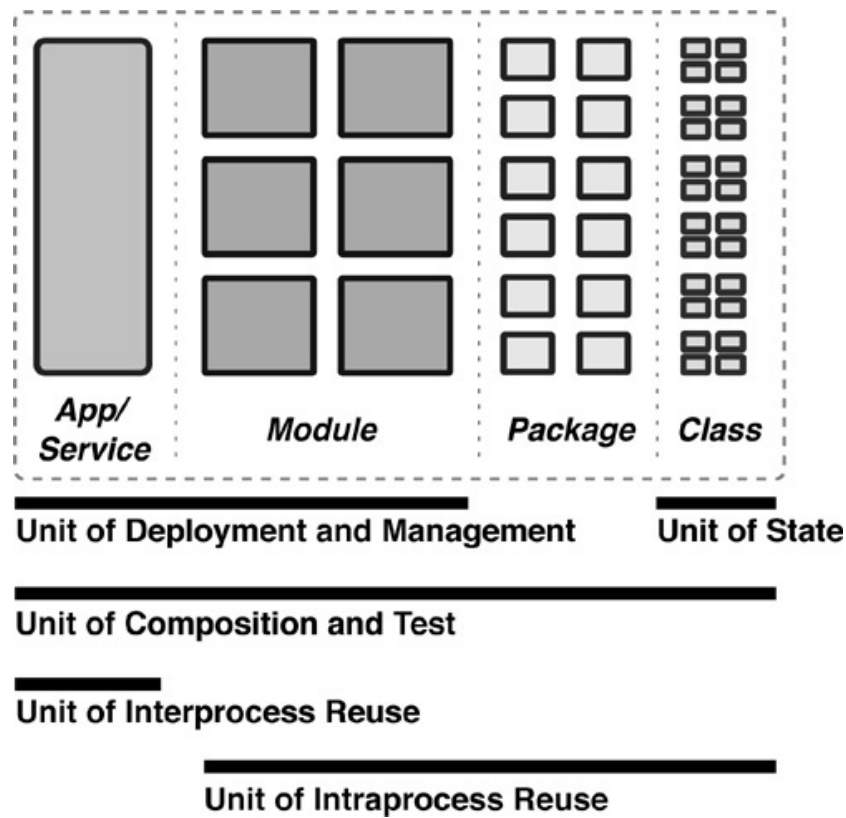 App/
Service
Module
Package
Class
Unit of Deployment and Management
Unit of State
Unit of Composition and Test
Unit of Interprocess Reuse
Unit of Intraprocess Reuse